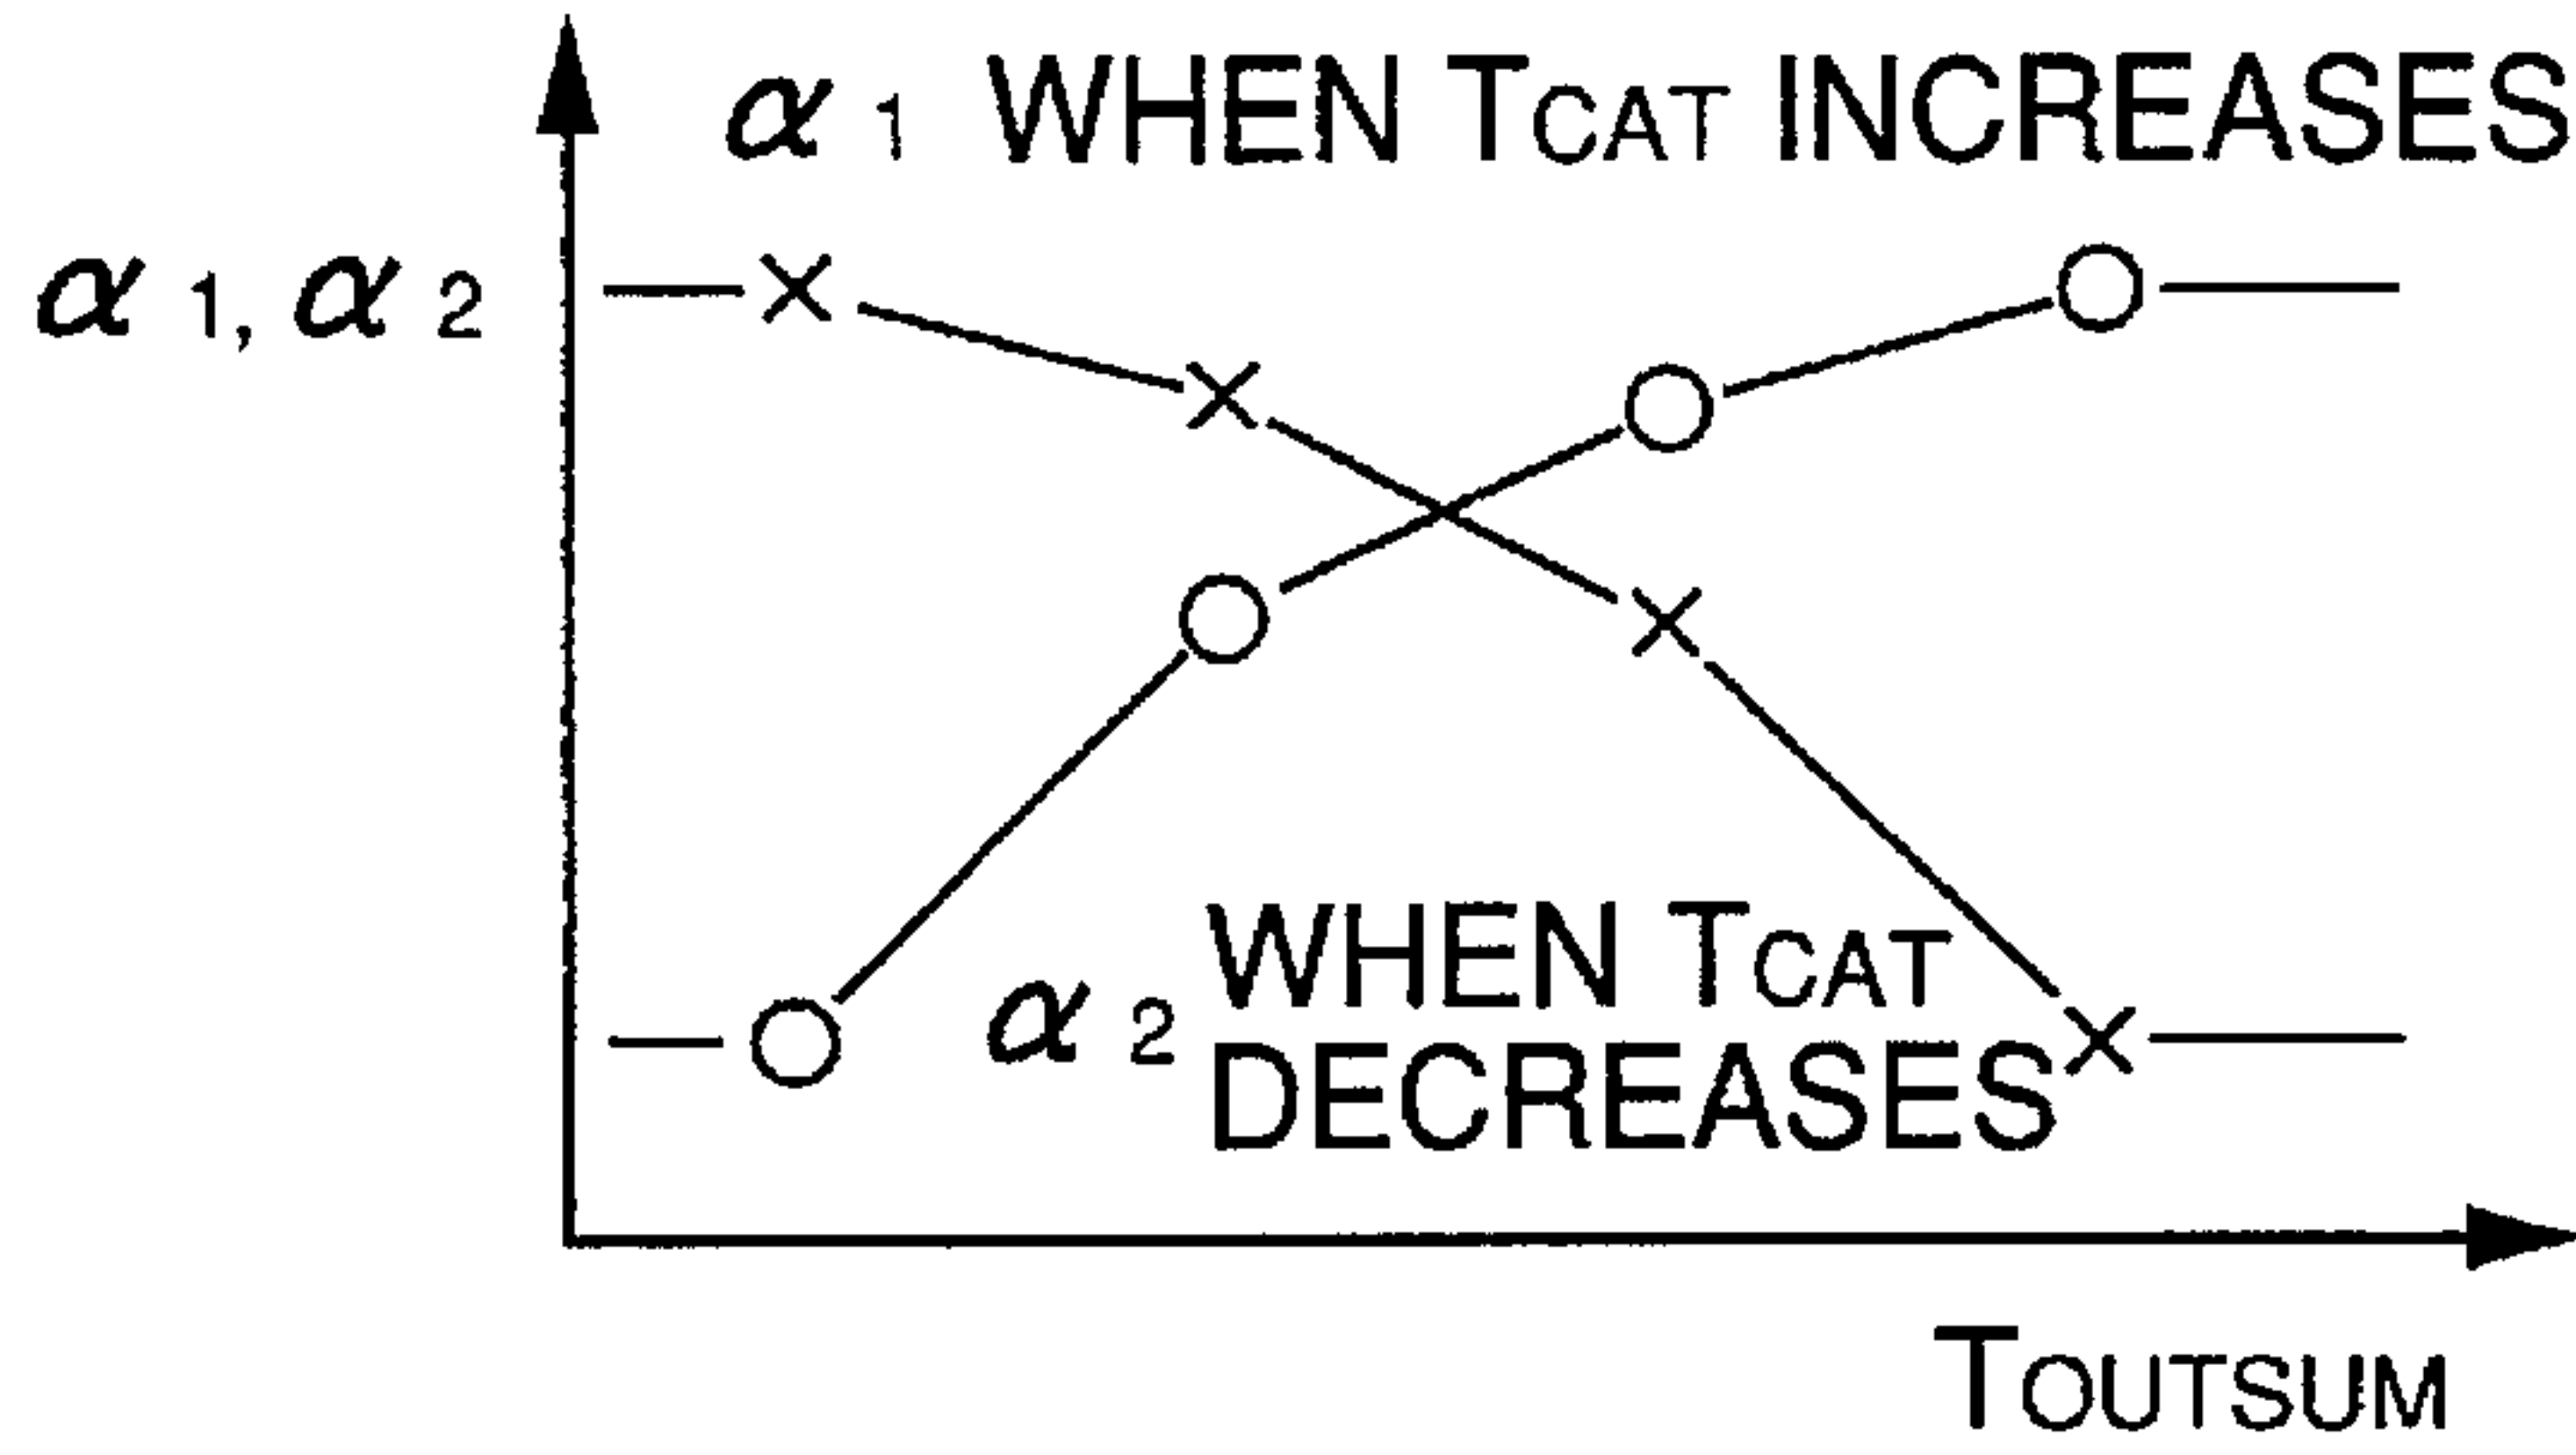 α1 WHEN TCAT INCREASES
α1, α2
α2 WHEN TCAT
DECREASES
TOUTSUM